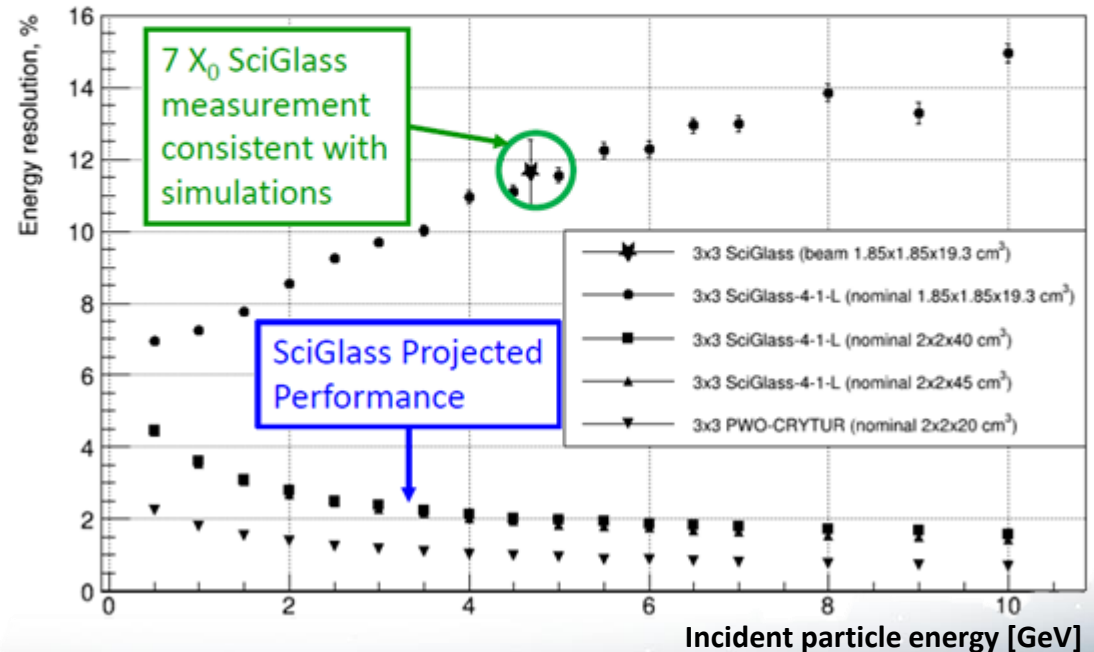 Energy resolution, %
16
14
12
10
8
6
4
2
0
7 X₀ SciGlass
measurement
consistent with
simulations
SciGlass Projected
Performance
3x3 SciGlass (beam 1.85x1.85x19.3 cm³)
3x3 SciGlass-4-1-L (nominal 1.85x1.85x19.3 cm³)
3x3 SciGlass-4-1-L (nominal 2x2x40 cm³)
3x3 SciGlass-4-1-L (nominal 2x2x45 cm³)
3x3 PWO-CRYTUR (nominal 2x2x20 cm³)
0 2 4 6 8 10
Incident particle energy [GeV]